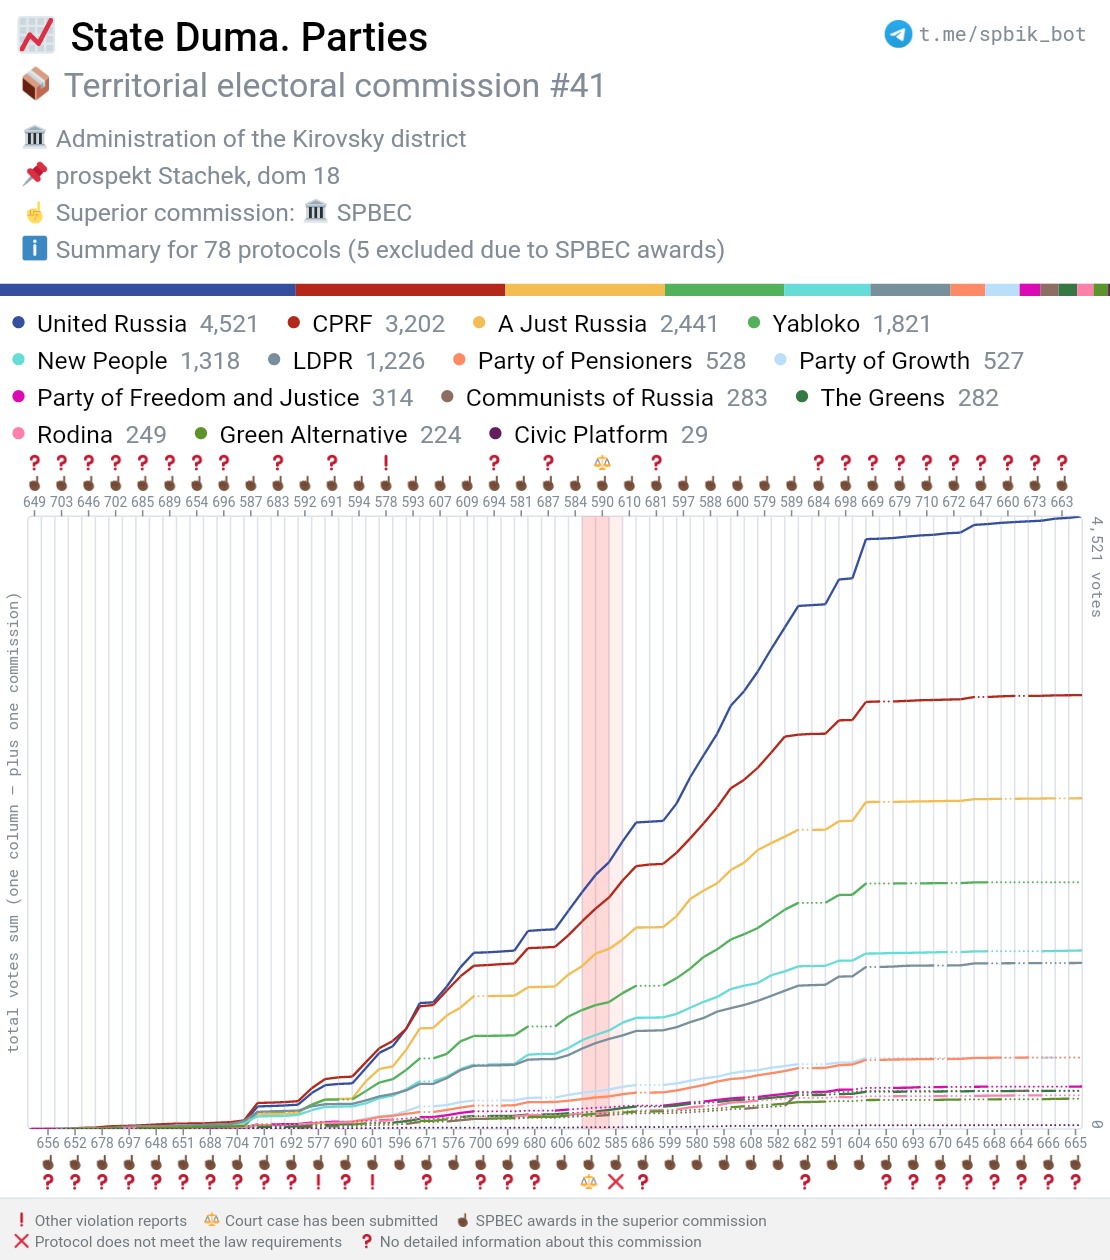 State Duma. Parties
t.me/spbik_bot
Territorial electoral commission #41
Administration of the Kirovsky district
prospekt Stachek, dom 18
Superior commission: SPBEC
Summary for 78 protocols (5 excluded due to SPBEC awards)
United Russia 4,521 CPRF 3,202 A Just Russia 2,441 Yabloko 1,821
New People 1,318 LDPR 1,226 Party of Pensioners 528 Party of Growth 527
Party of Freedom and Justice 314 Communists of Russia 283 The Greens 282
Rodina 249 Green Alternative 224 Civic Platform 29
649 703 646 702 685 689 654 696 587 683 592 691 594 578 593 607 609 694 581 687 584 590 610 681 597 588 600 579 589 684 698 669 679 710 672 647 660 673 663
4,521 votes
total votes sum (one column – plus one commission)
0
656 652 678 697 648 651 688 704 701 692 577 690 601 596 671 576 700 699 680 606 602 585 686 599 580 598 608 582 682 591 604 650 693 670 645 668 664 666 665
Other violation reports Court case has been submitted SPBEC awards in the superior commission
Protocol does not meet the law requirements No detailed information about this commission